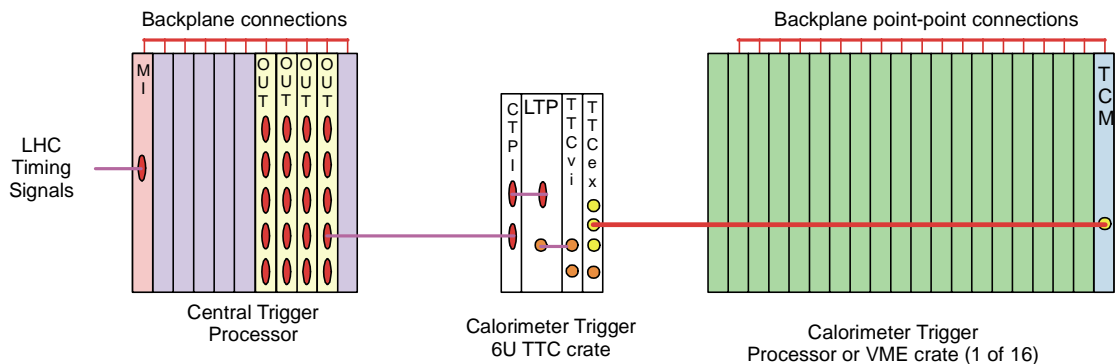 Backplane connections
Backplane point-point connections
MI
OUT
OUT
OUT
OUT
CTPI
LTP
TTCvi
TTCex
TCM
LHC
Timing
Signals
Central Trigger
Processor
Calorimeter Trigger
6U TTC crate
Calorimeter Trigger
Processor or VME crate (1 of 16)